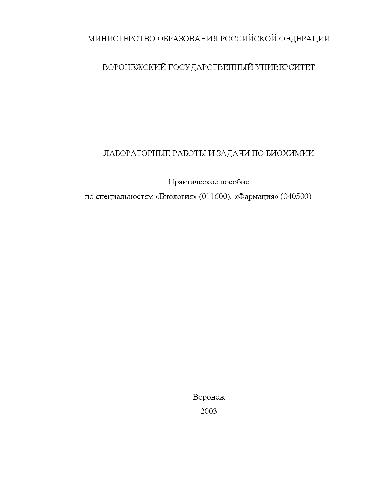 МИНИСТЕРСТВО ОБРАЗОВАНИЯ РОССИЙСКОЙ ФЕДЕРАЦИИ
ВОРОНЕЖСКИЙ ГОСУДАРСТВЕННЫЙ УНИВЕРСИТЕТ
ЛАБОРАТОРНЫЕ РАБОТЫ И ЗАДАЧИ ПО БИОХИМИИ
Практическое пособие
по специальностям «Биология» (011600), «Фармация» (040500)
Воронеж
2003